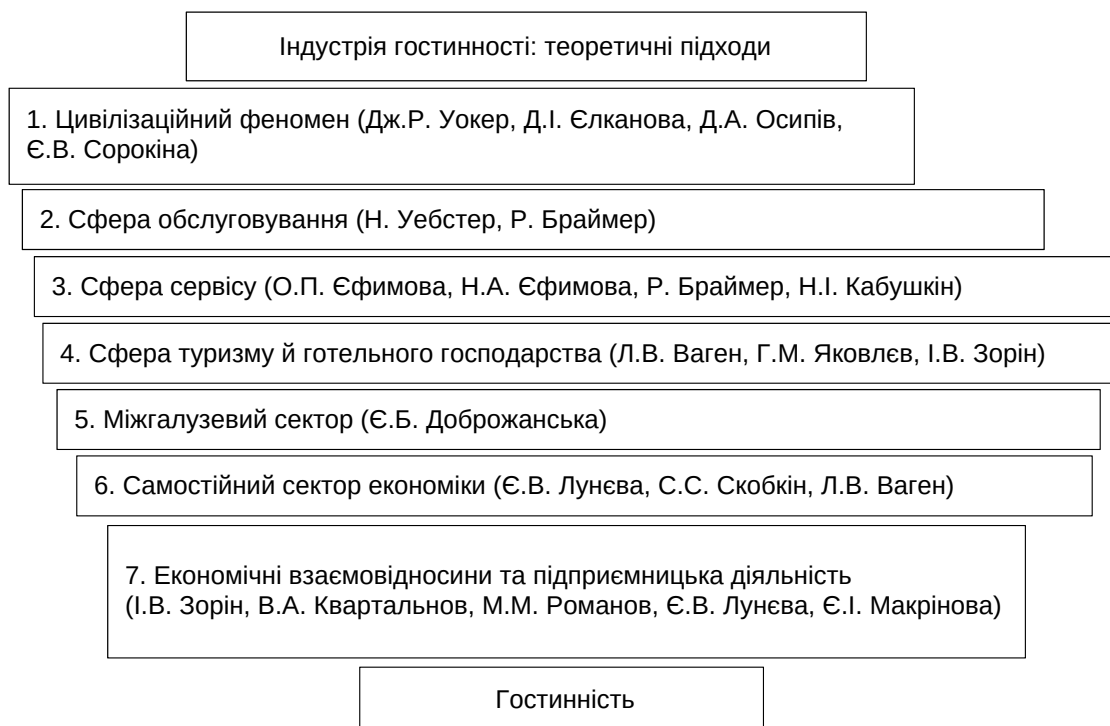 Індустрія гостинності: теоретичні підходи
1. Цивілізаційний феномен (Дж.Р. Уокер, Д.І. Єлканова, Д.А. Осипів,
Є.В. Сорокіна)
2. Сфера обслуговування (Н. Уебстер, Р. Браймер)
3. Сфера сервісу (О.П. Єфимова, Н.А. Єфимова, Р. Браймер, Н.І. Кабушкін)
4. Сфера туризму й готельного господарства (Л.В. Ваген, Г.М. Яковлєв, І.В. Зорін)
5. Міжгалузевий сектор (Є.Б. Доброжанська)
6. Самостійний сектор економіки (Є.В. Лунєва, С.С. Скобкін, Л.В. Ваген)
7. Економічні взаємовідносини та підприємницька діяльність
(І.В. Зорін, В.А. Квартальнов, М.М. Романов, Є.В. Лунєва, Є.І. Макрінова)
Гостинність